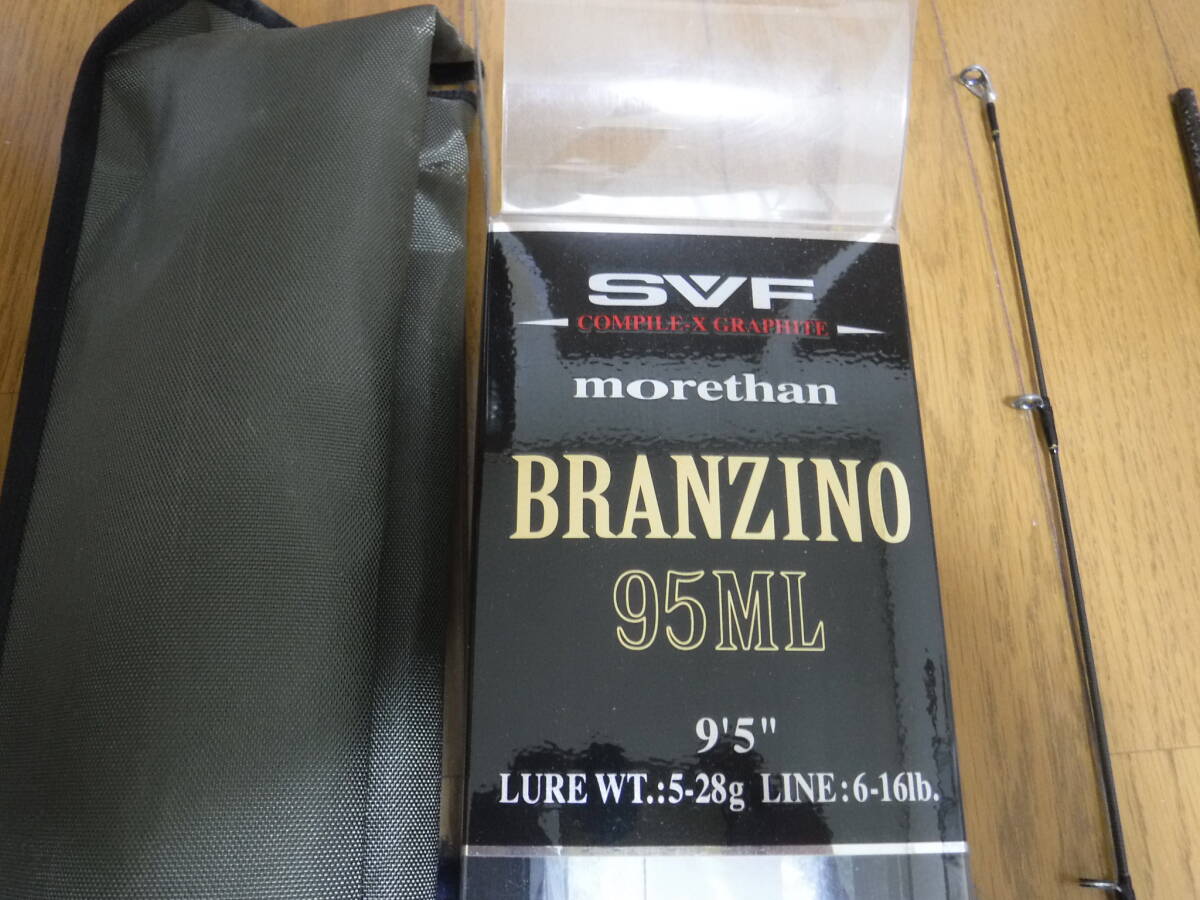 SVF
COMPILE-X GRAPHITE
morethan
BRANZINO
95ML
9'5"
LURE WT.:5-28g LINE:6-16lb.